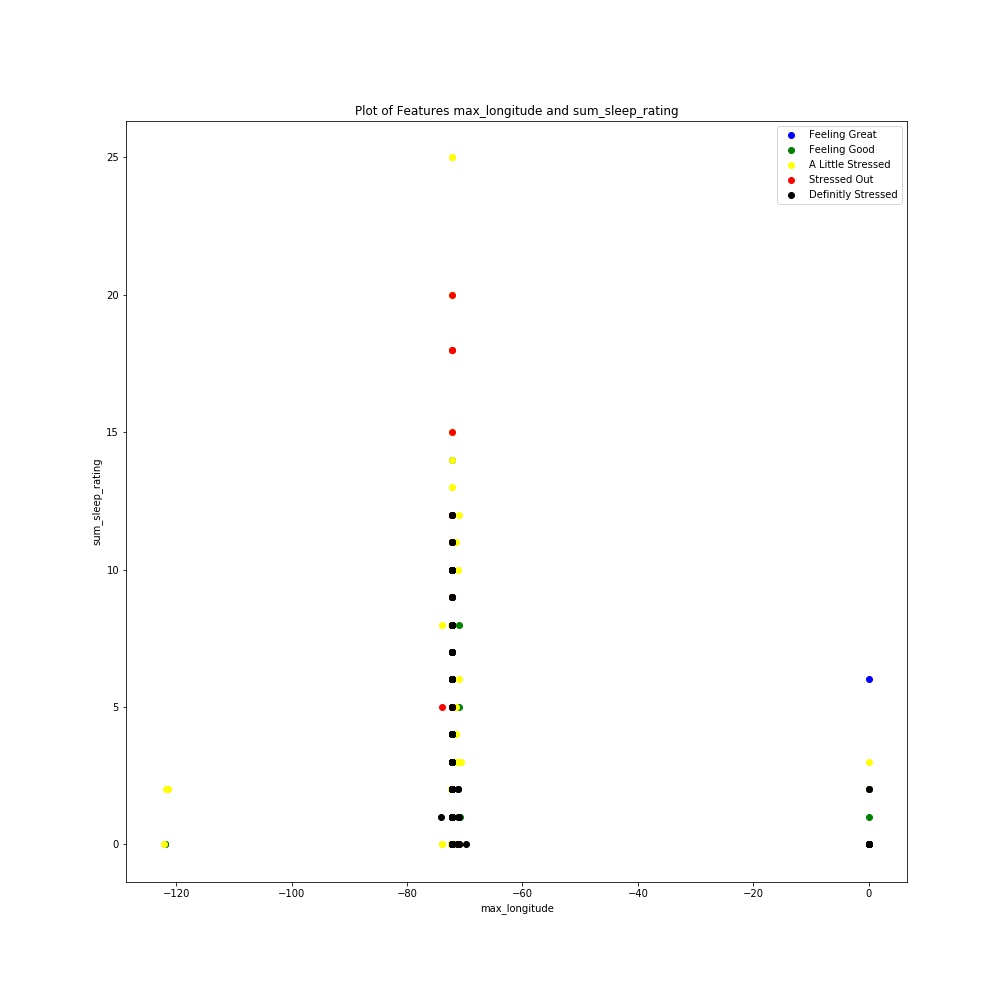 Plot of Features max_longitude and sum_sleep_rating
Feeling Great
Feeling Good
A Little Stressed
Stressed Out
Definitly Stressed
25
20
15
10
5
0
sum_sleep_rating
−120
−100
−80
−60
−40
−20
0
max_longitude